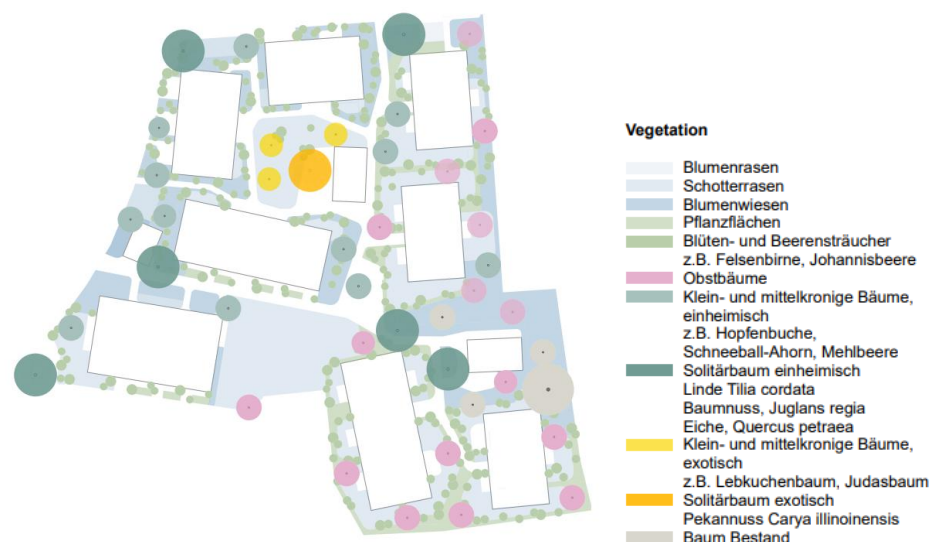 Vegetation
Blumenrasen
Schotterrasen
Blumenwiesen
Pflanzflächen
Blüten- und Beerensträucher
z.B. Felsenbirne, Johannisbeere
Obstbäume
Klein- und mittelkronige Bäume,
einheimisch
z.B. Hopfenbuche,
Schneeball-Ahorn, Mehlbeere
Solitärbaum einheimisch
Linde Tilia cordata
Baumnuss, Juglans regia
Eiche, Quercus petraea
Klein- und mittelkronige Bäume,
exotisch
z.B. Lebkuchenbaum, Judasbaum
Solitärbaum exotisch
Pekannuss Carya illinoinensis
Baum Bestand